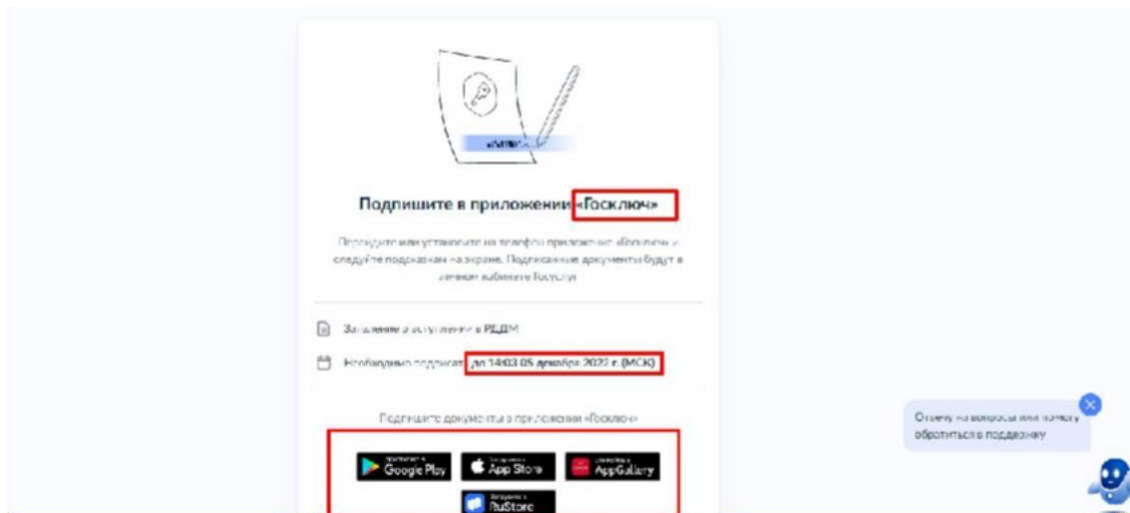 Подпишите в приложении «Госключ»
Перейдите или установите на телефон приложение «Госключ» и
следуйте подсказкам на экране. Подписанные документы будут в
личном кабинете Госуслуг
Заявление о вступлении в РДДМ
Необходимо подписать до 14:03 05 декабря 2022 г. (МСК)
Подпишите документы в приложении «Госключ»
Google Play
App Store
AppGallery
RuStore
Отвечу на вопросы или помогу
обратиться в поддержку